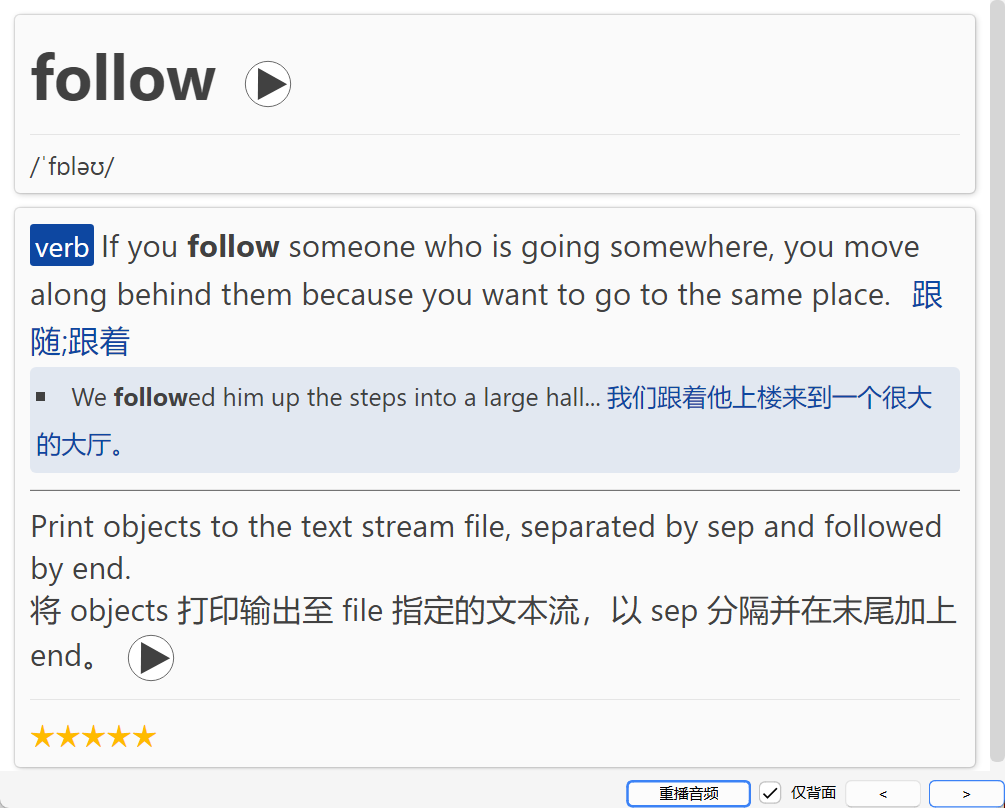 follow
/ˈfɒləʊ/
verb If you follow someone who is going somewhere, you move
along behind them because you want to go to the same place. 跟
随;跟着
We followed him up the steps into a large hall... 我们跟着他上楼来到一个很大
的大厅。
Print objects to the text stream file, separated by sep and followed
by end.
将 objects 打印输出至 file 指定的文本流，以 sep 分隔并在末尾加上
end。
重播音频 仅背面 < >